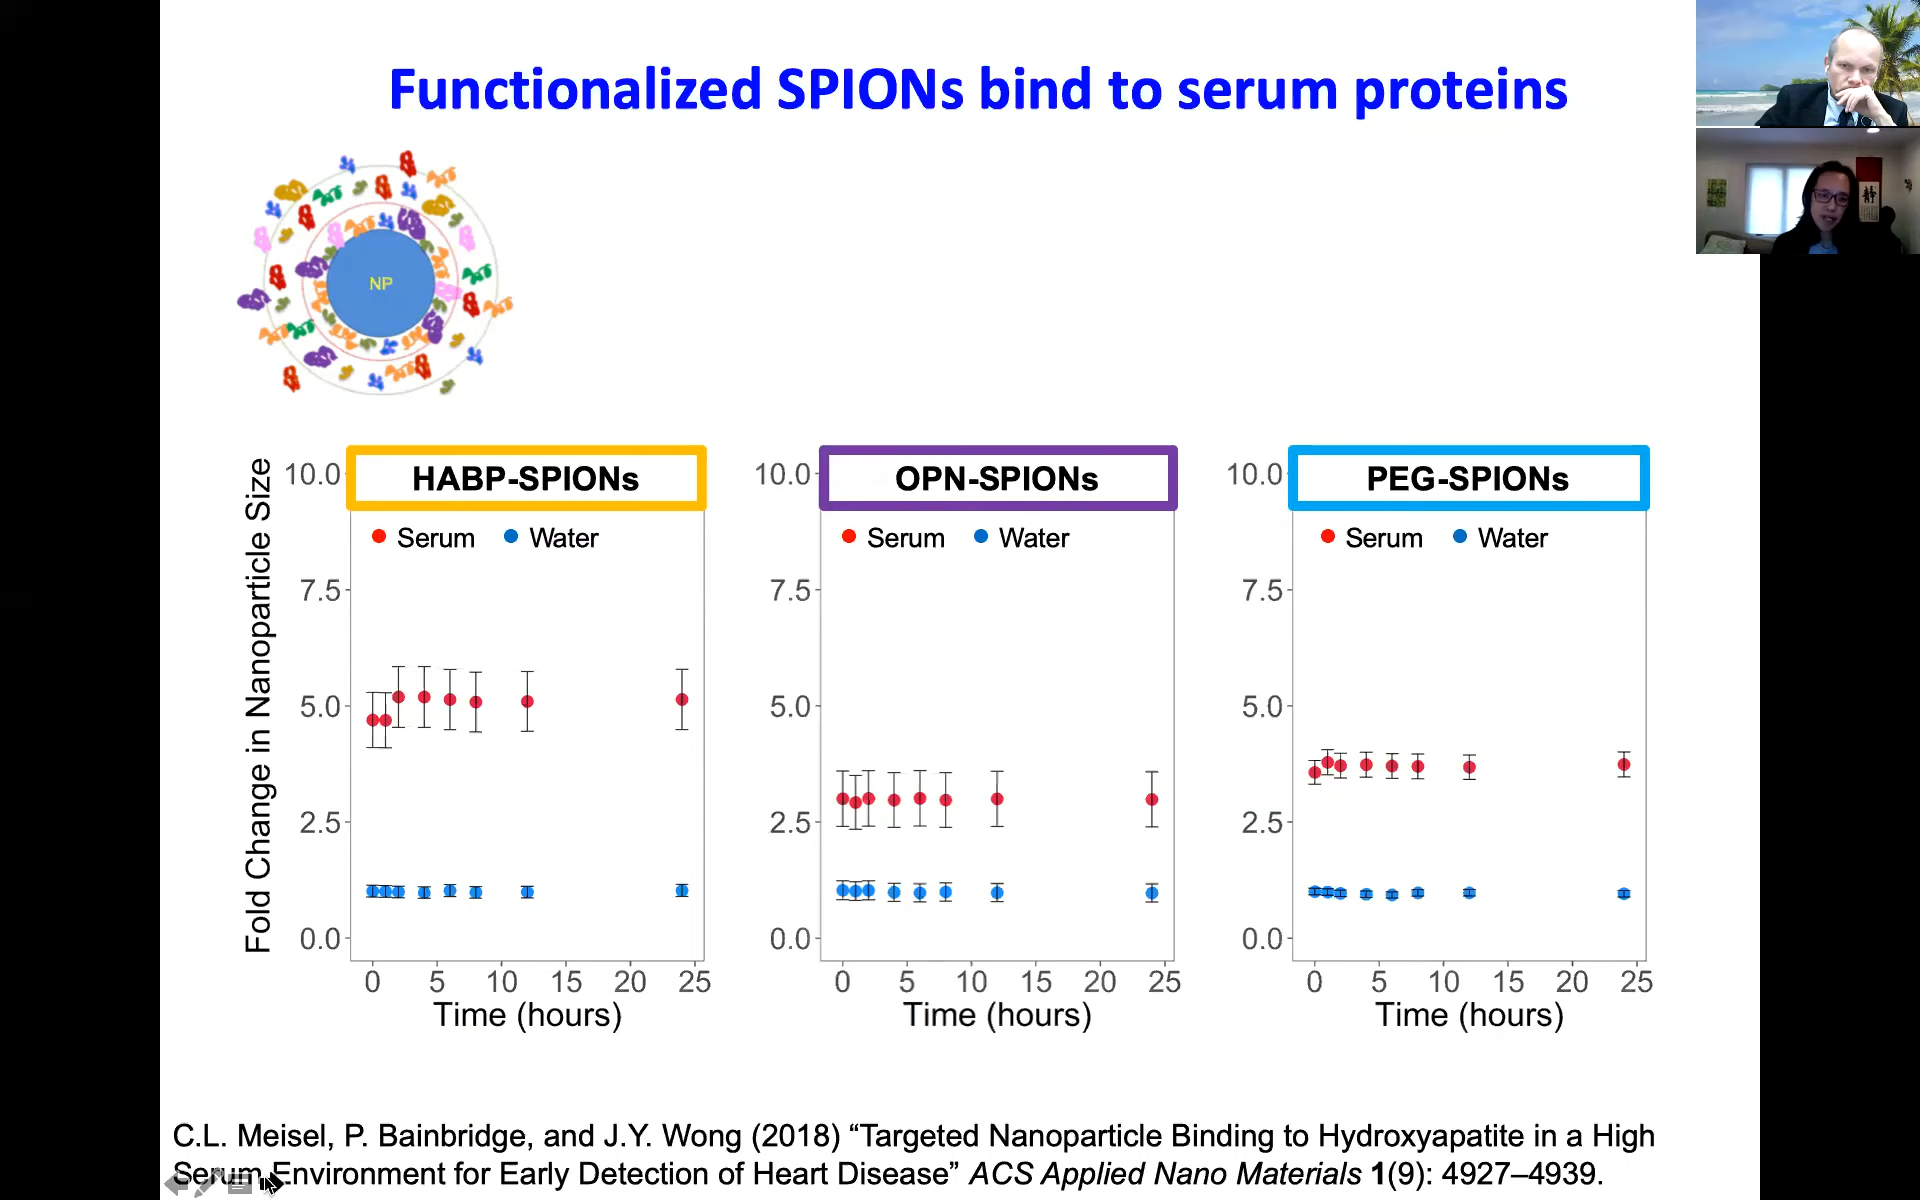 Functionalized SPIONs bind to serum proteins
NP
靜
Fold Change in Nanoparticle Size
HABP-SPIONs
Serum Water
10.0
7.5
5.0
2.5
0.0
0 5 10 15 20 25
Time (hours)
OPN-SPIONs
Serum Water
10.0
7.5
5.0
2.5
0.0
0 5 10 15 20 25
Time (hours)
PEG-SPIONs
Serum Water
10.0
7.5
5.0
2.5
0.0
0 5 10 15 20 25
Time (hours)
C.L. Meisel, P. Bainbridge, and J.Y. Wong (2018) “Targeted Nanoparticle Binding to Hydroxyapatite in a High
Serum Environment for Early Detection of Heart Disease” ACS Applied Nano Materials 1(9): 4927–4939.